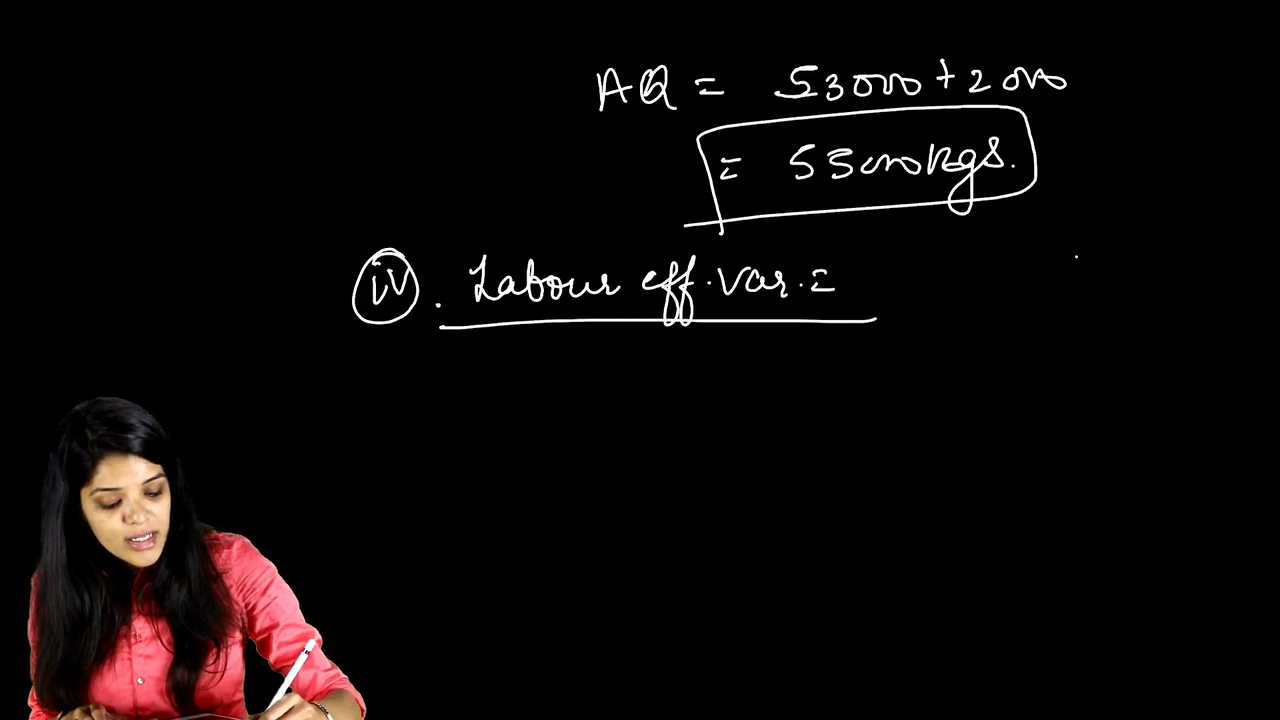 AQ = 53000 + 2000
= 55000kgs.
iv. Labour eff. var. =